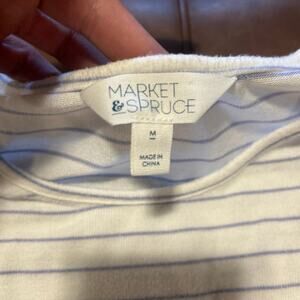 MARKET
& SPRUCE
M
MADE IN
CHINA